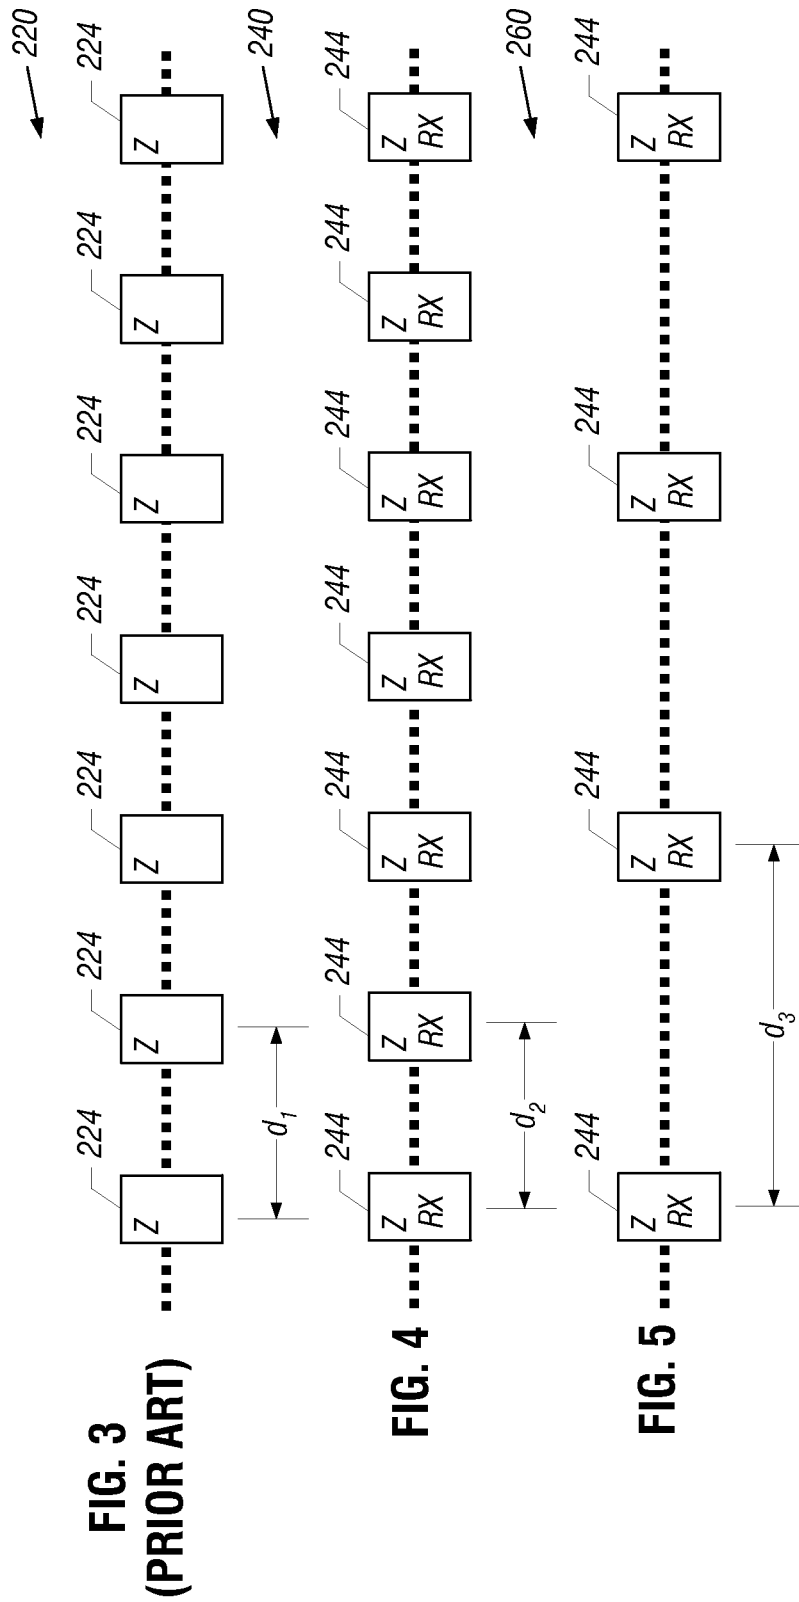 220
224 224 224 224 224 224 224
Z Z Z Z Z Z Z
d1
FIG. 3
(PRIOR ART)
240
244 244 244 244 244 244 244
Z Z Z Z Z Z Z
RX RX RX RX RX RX RX
d2
FIG. 4
260
244 244 244 244
Z Z Z Z
RX RX RX RX
d3
FIG. 5